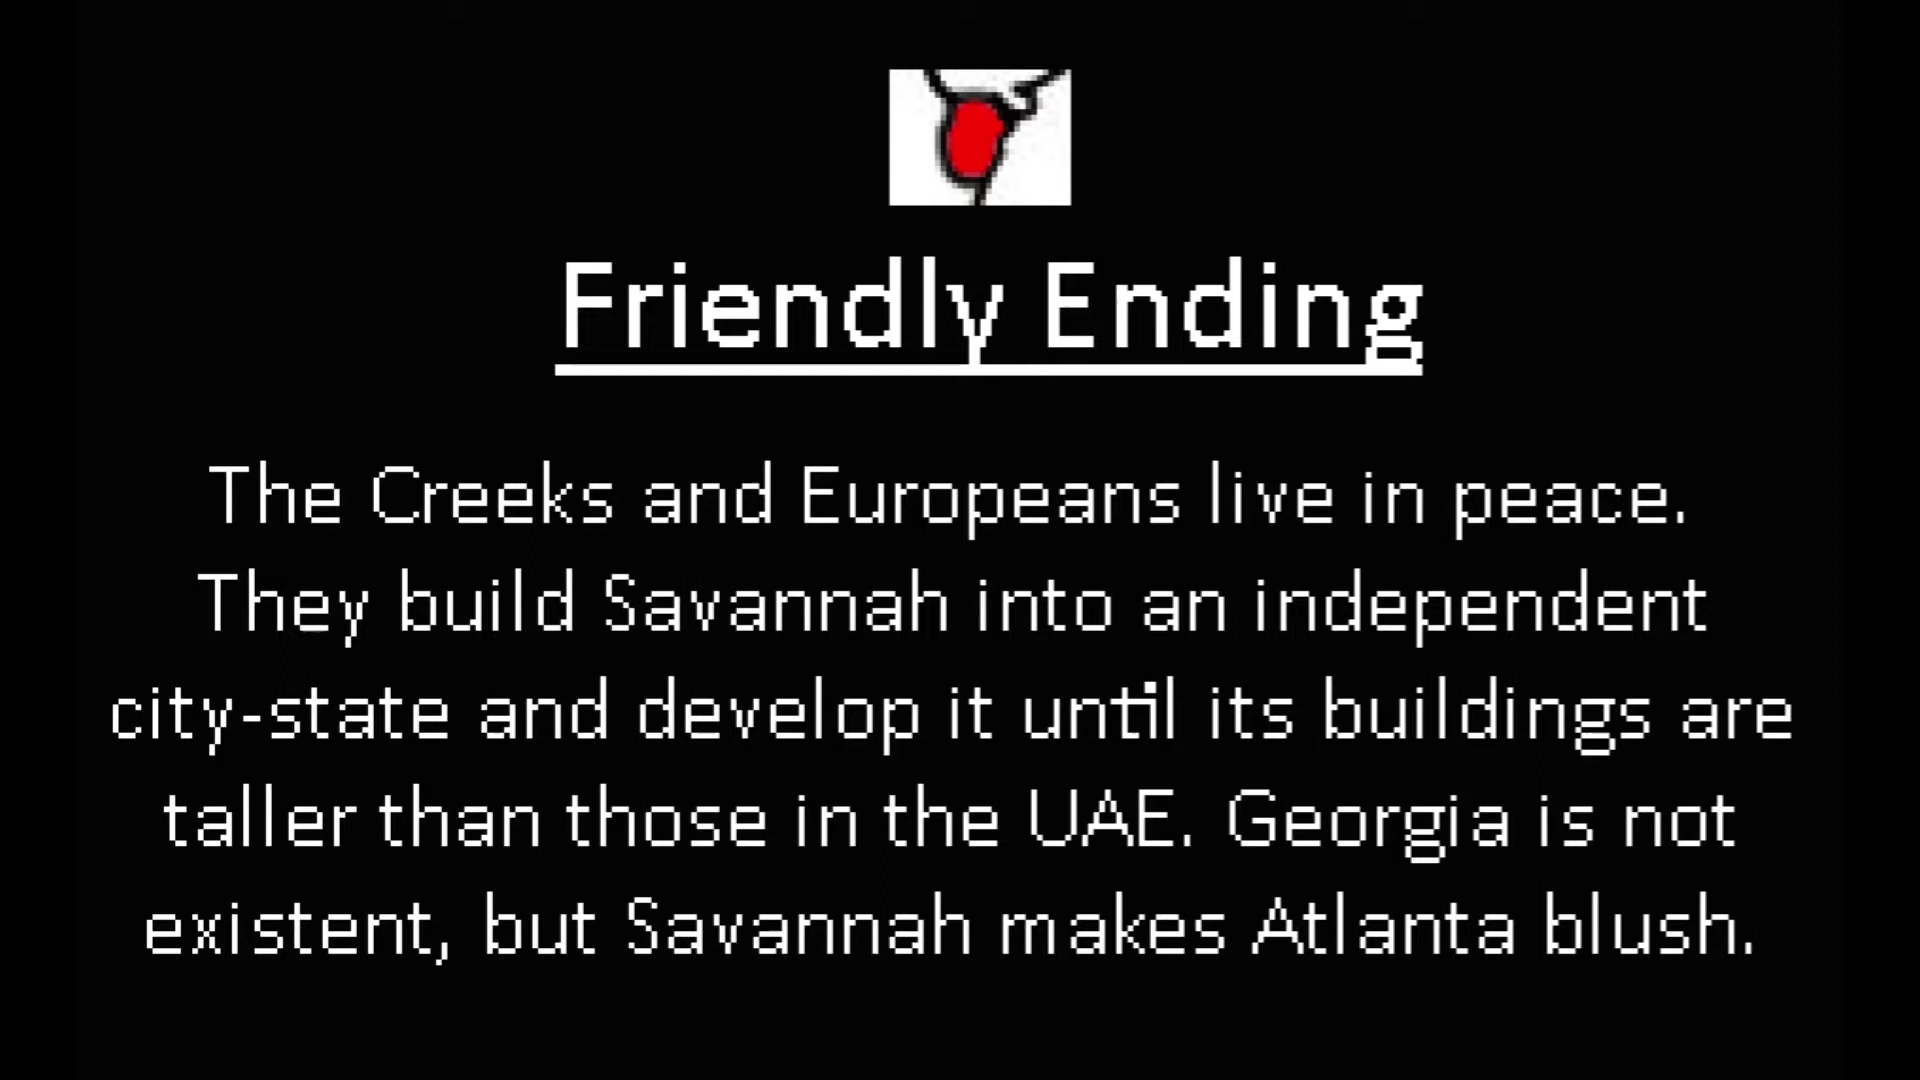 Friendly Ending
The Creeks and Europeans live in peace.
They build Savannah into an independent
city-state and develop it until its buildings are
taller than those in the UAE. Georgia is not
existent, but Savannah makes Atlanta blush.